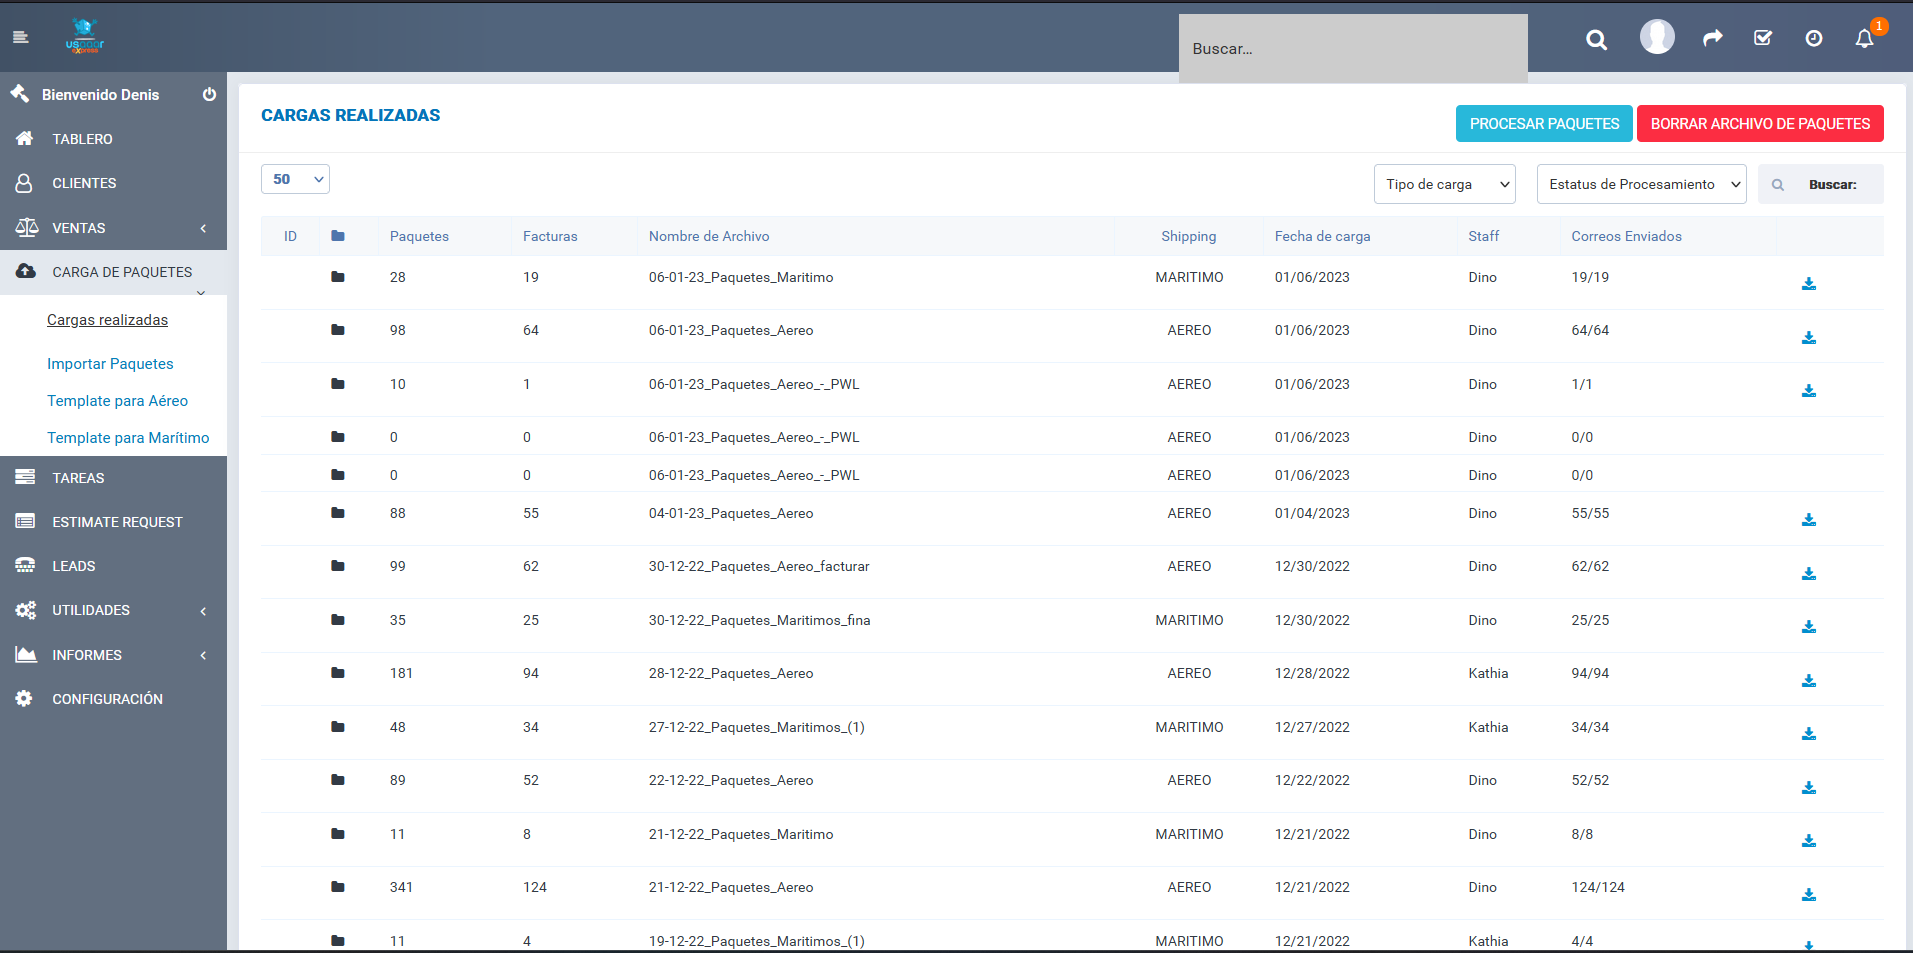 uspaqr
express
Buscar...
1
Bienvenido Denis
TABLERO
CLIENTES
VENTAS
CARGA DE PAQUETES
Cargas realizadas
Importar Paquetes
Template para Aéreo
Template para Marítimo
TAREAS
ESTIMATE REQUEST
LEADS
UTILIDADES
INFORMES
CONFIGURACIÓN
CARGAS REALIZADAS
PROCESAR PAQUETES BORRAR ARCHIVO DE PAQUETES
50 Tipo de carga Estatus de Procesamiento Buscar:
ID Paquetes Facturas Nombre de Archivo Shipping Fecha de carga Staff Correos Enviados
28 19 06-01-23_Paquetes_Maritimo MARITIMO 01/06/2023 Dino 19/19
98 64 06-01-23_Paquetes_Aereo AEREO 01/06/2023 Dino 64/64
10 1 06-01-23_Paquetes_Aereo_-_PWL AEREO 01/06/2023 Dino 1/1
0 0 06-01-23_Paquetes_Aereo_-_PWL AEREO 01/06/2023 Dino 0/0
0 0 06-01-23_Paquetes_Aereo_-_PWL AEREO 01/06/2023 Dino 0/0
88 55 04-01-23_Paquetes_Aereo AEREO 01/04/2023 Dino 55/55
99 62 30-12-22_Paquetes_Aereo_facturar AEREO 12/30/2022 Dino 62/62
35 25 30-12-22_Paquetes_Maritimos_fina MARITIMO 12/30/2022 Dino 25/25
181 94 28-12-22_Paquetes_Aereo AEREO 12/28/2022 Kathia 94/94
48 34 27-12-22_Paquetes_Maritimos_(1) MARITIMO 12/27/2022 Kathia 34/34
89 52 22-12-22_Paquetes_Aereo AEREO 12/22/2022 Dino 52/52
11 8 21-12-22_Paquetes_Maritimo MARITIMO 12/21/2022 Dino 8/8
341 124 21-12-22_Paquetes_Aereo AEREO 12/21/2022 Dino 124/124
11 4 19-12-22_Paquetes_Maritimos_(1) MARITIMO 12/21/2022 Kathia 4/4